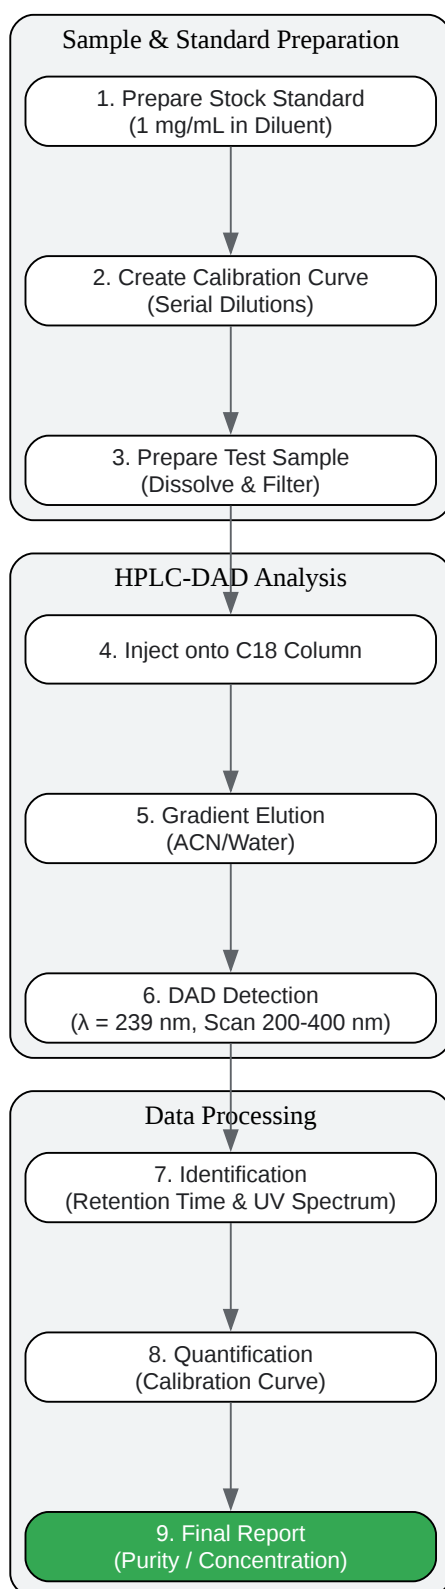 Sample & Standard Preparation
1. Prepare Stock Standard
(1 mg/mL in Diluent)
2. Create Calibration Curve
(Serial Dilutions)
3. Prepare Test Sample
(Dissolve & Filter)
HPLC-DAD Analysis
4. Inject onto C18 Column
5. Gradient Elution
(ACN/Water)
6. DAD Detection
(λ = 239 nm, Scan 200-400 nm)
Data Processing
7. Identification
(Retention Time & UV Spectrum)
8. Quantification
(Calibration Curve)
9. Final Report
(Purity / Concentration)